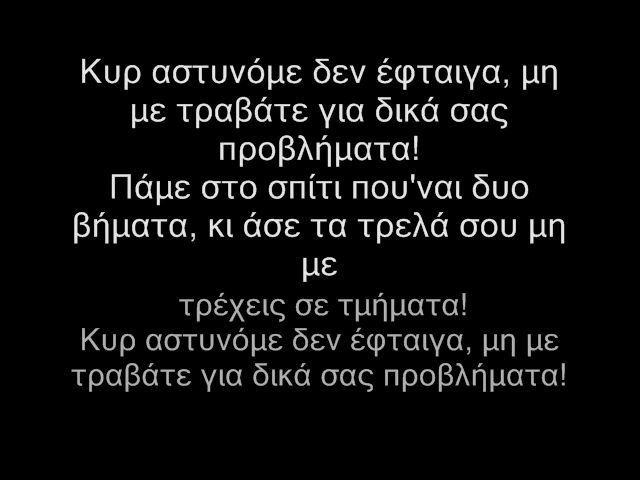 Κυρ αστυνόμε δεν έφταιγα, μη
με τραβάτε για δικά σας
προβλήματα!
Πάμε στο σπίτι που'ναι δυο
βήματα, κι άσε τα τρελά σου μη
με
τρέχεις σε τμήματα!
Κυρ αστυνόμε δεν έφταιγα, μη με
τραβάτε για δικά σας προβλήματα!